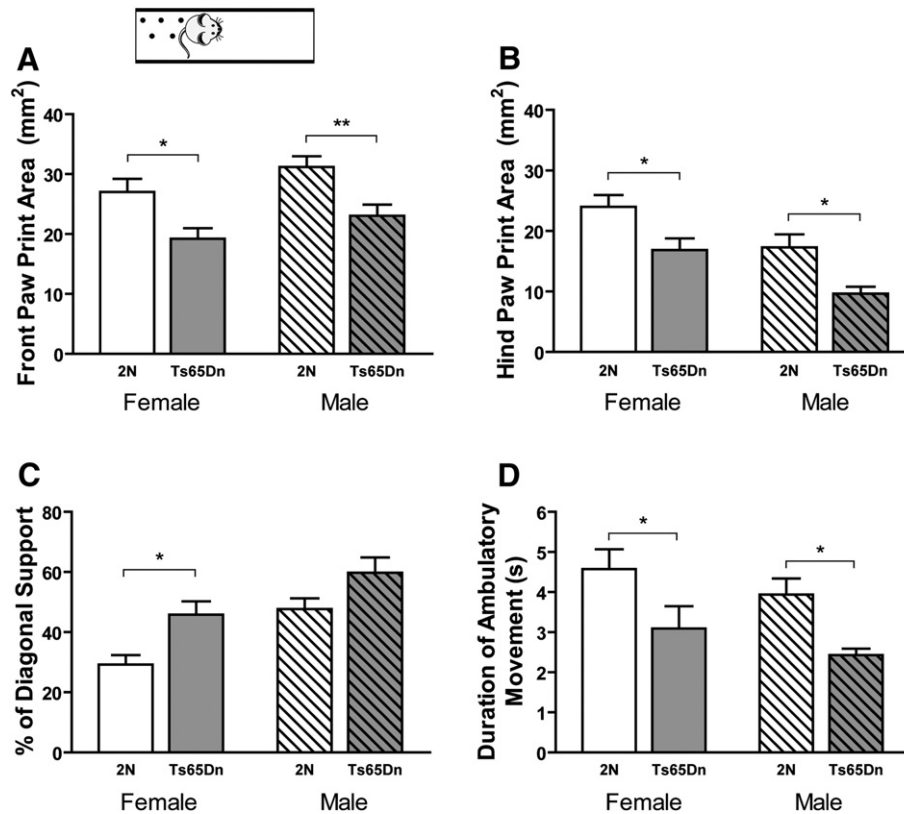 A
Front Paw Print Area (mm²)
40
30
20
10
0
*
**
2N Ts65Dn 2N Ts65Dn
Female Male
B
Hind Paw Print Area (mm²)
40
30
20
10
0
*
*
2N Ts65Dn 2N Ts65Dn
Female Male
C
% of Diagonal Support
80
60
40
20
0
*
2N Ts65Dn 2N Ts65Dn
Female Male
D
Duration of Ambulatory
Movement (s)
6
5
4
3
2
1
0
*
*
2N Ts65Dn 2N Ts65Dn
Female Male